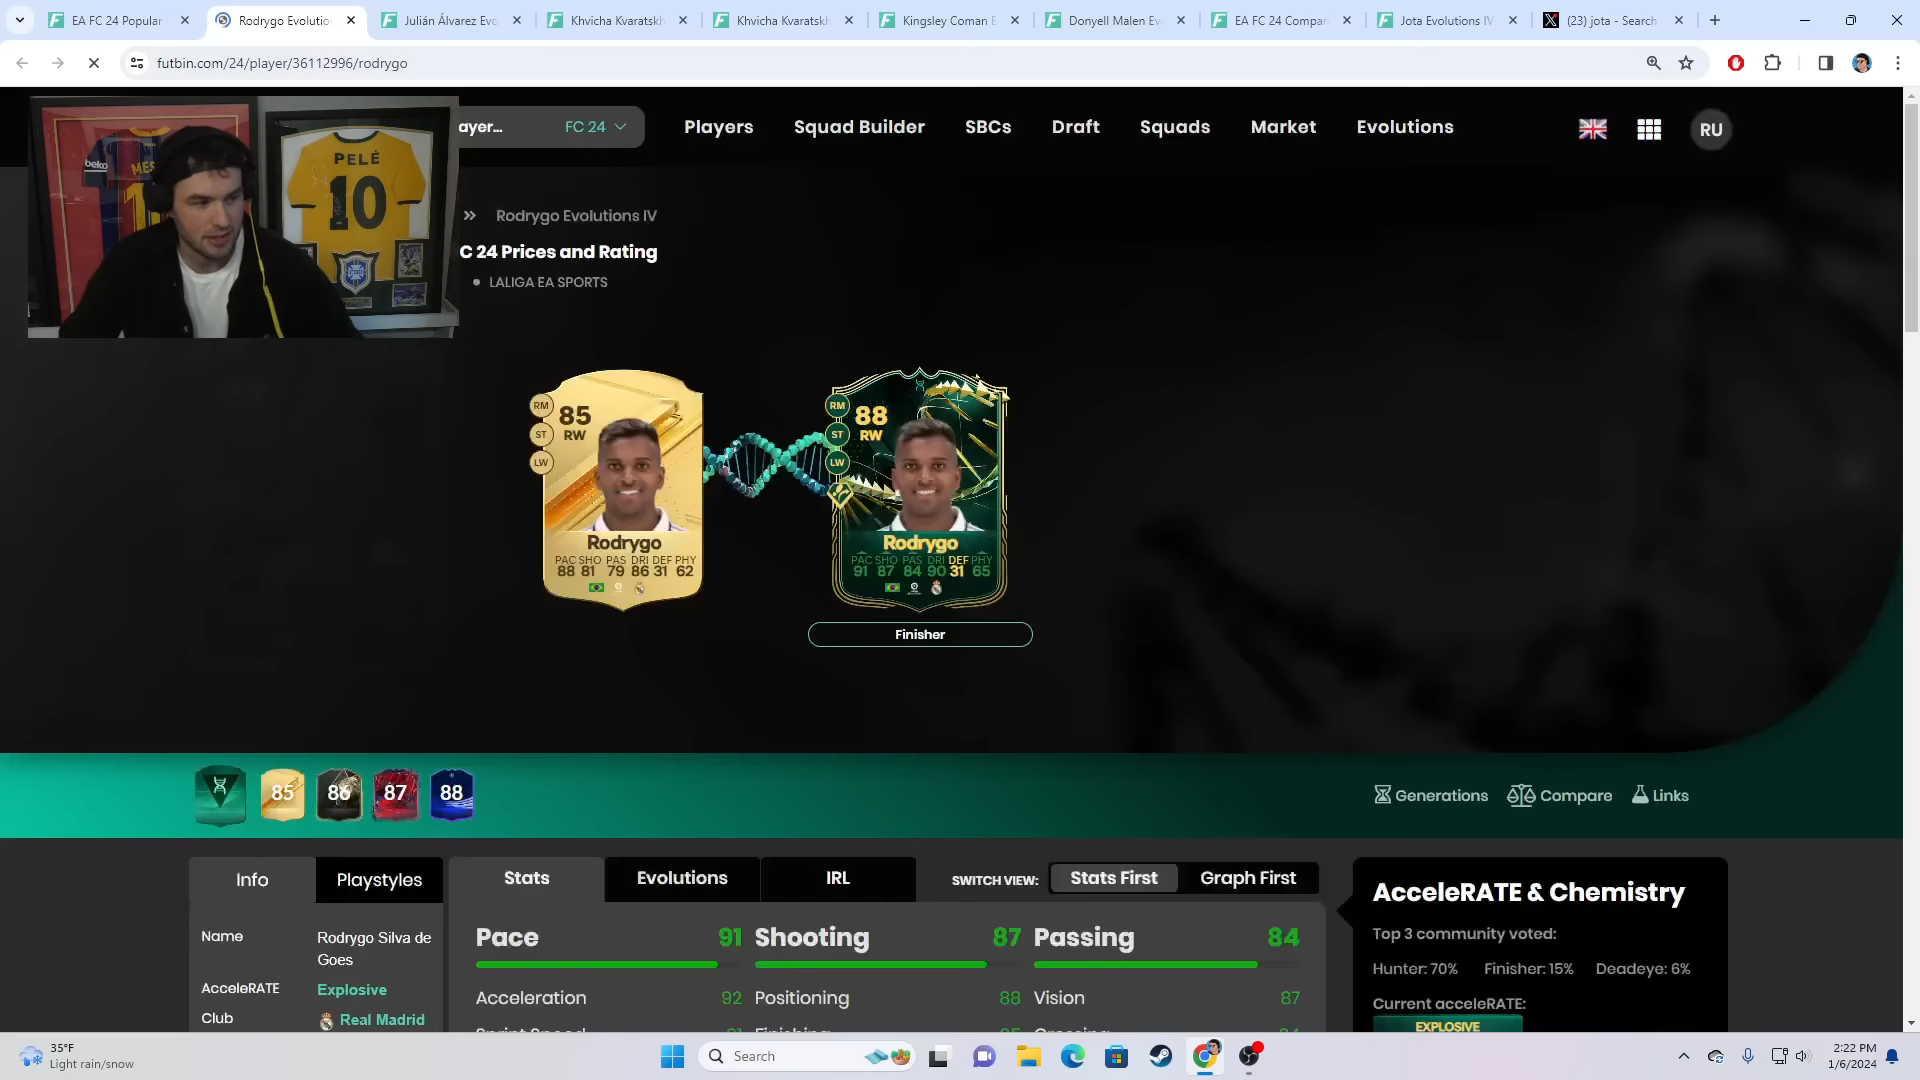 EA FC 24 Popular
Rodrygo Evolutio
Julián Álvarez Evo
Khvicha Kvaratskh
Khvicha Kvaratskh
Kingsley Coman E
Donyell Malen Ev
EA FC 24 Compar
Jota Evolutions IV
(23) jota - Search
futbin.com/24/player/36112996/rodrygo
ayer...
FC 24
Players
Squad Builder
SBCs
Draft
Squads
Market
Evolutions
RU
beko
MES
PELÉ
10
» Rodrygo Evolutions IV
C 24 Prices and Rating
• LALIGA EA SPORTS
RM
ST
LW
85
RW
Rodrygo
PAC SHO PAS DRI DEF PHY
88 81 79 86 31 62
RM
ST
LW
88
RW
Rodrygo
PAC SHO PAS DRI DEF PHY
91 87 84 90 31 65
Finisher
85
86
87
88
Generations
Compare
Links
Info
Playstyles
Stats
Evolutions
IRL
SWITCH VIEW:
Stats First
Graph First
Name
Rodrygo Silva de
Goes
AcceleRATE
Explosive
Club
Real Madrid
Pace 91
Shooting 87
Passing 84
Acceleration 92
Positioning 88
Vision 87
AcceleRATE & Chemistry
Top 3 community voted:
Hunter: 70%
Finisher: 15%
Deadeye: 6%
Current acceleRATE:
EXPLOSIVE
35°F
Light rain/snow
Search
2:22 PM
1/6/2024